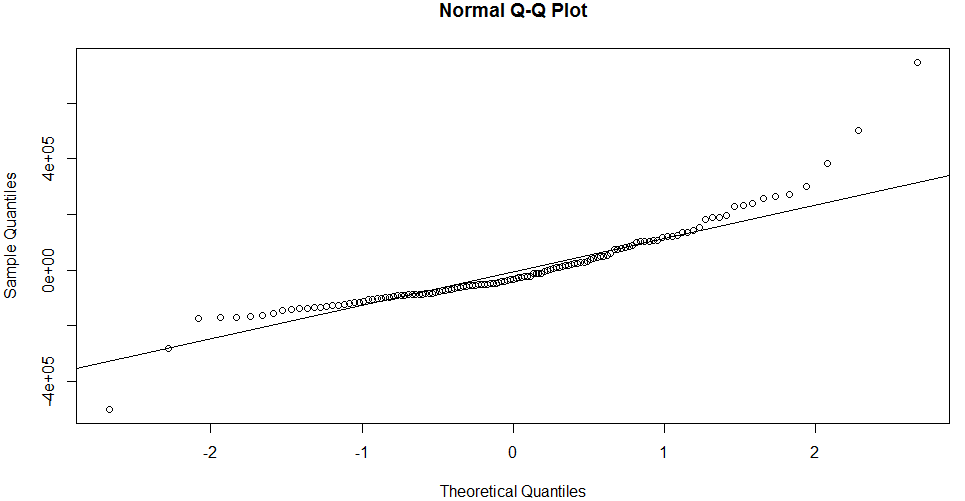 Normal Q-Q Plot
Sample Quantiles
4e+05
0e+00
-4e+05
-2 -1 0 1 2
Theoretical Quantiles